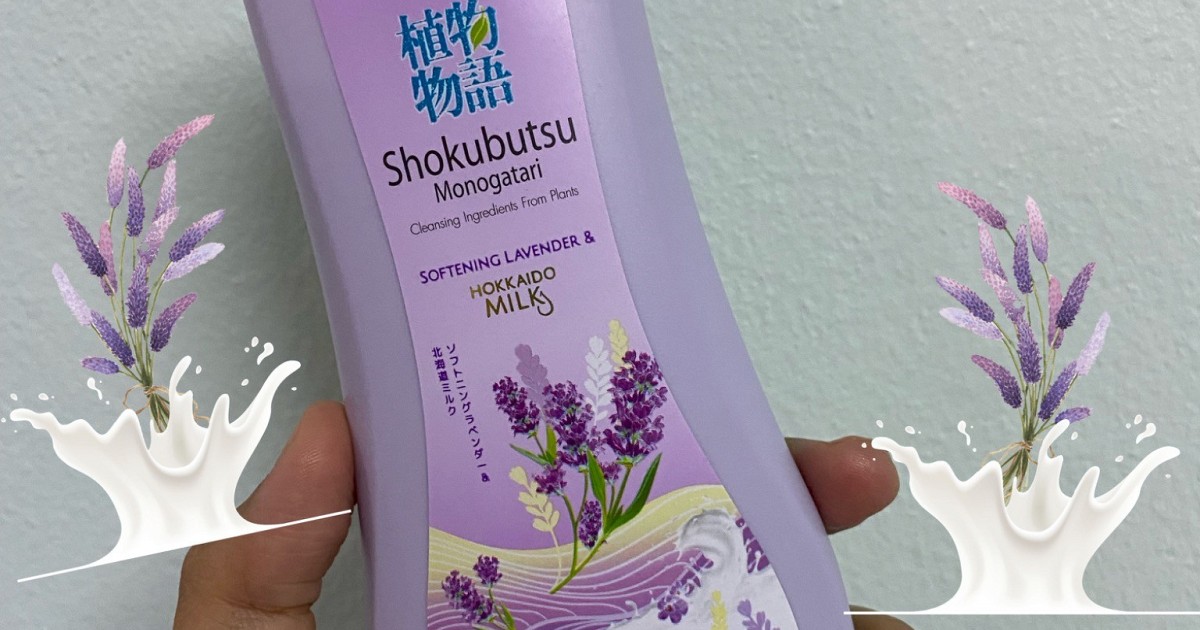 植物
物語
Shokubutsu
Monogatari
Cleansing Ingredients From Plants
SOFTENING LAVENDER &
HOKKAIDO
MILK
ソフトニングラベンダー&
北海道ミルク